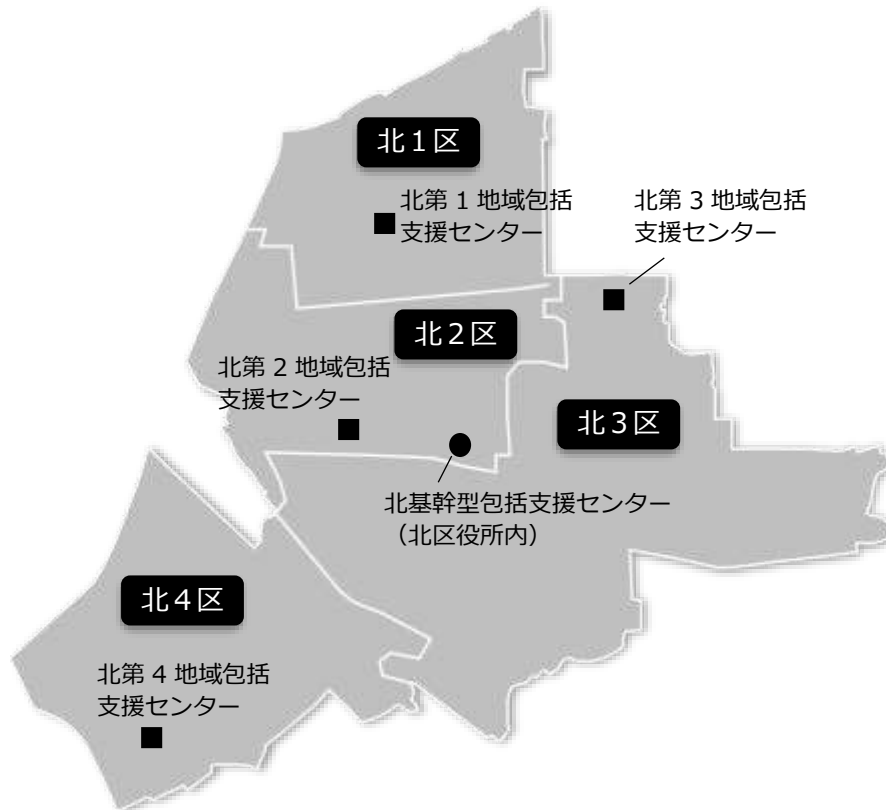 北１区
北第 1 地域包括
支援センター
北第 3 地域包括
支援センター
北２区
北第 2 地域包括
支援センター
北３区
北基幹型包括支援センター
（北区役所内）
北４区
北第 4 地域包括
支援センター